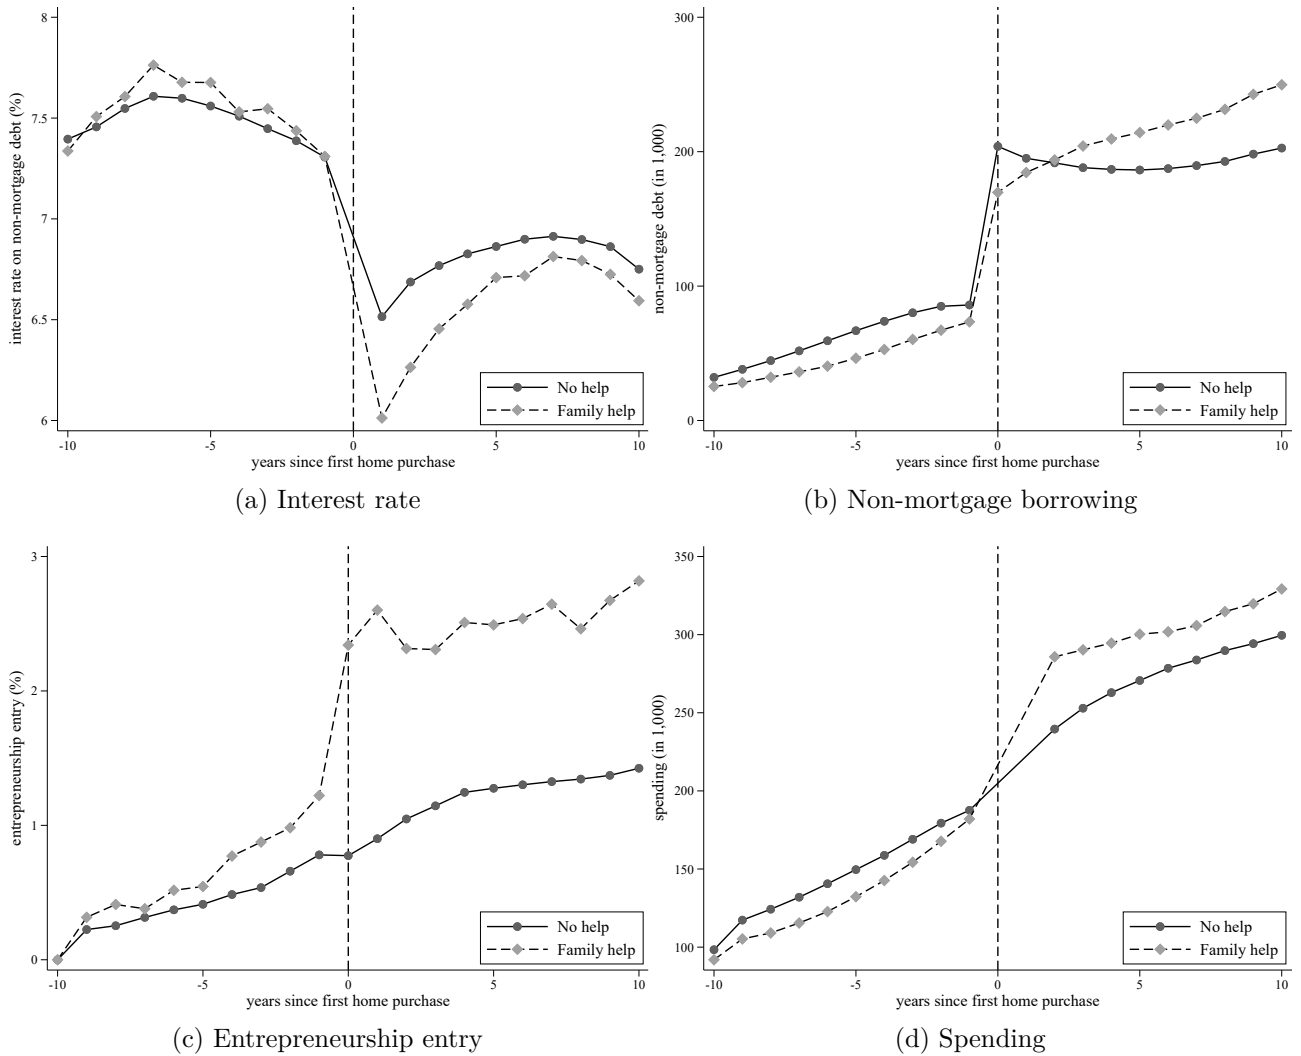 interest rate on non-mortgage debt (%)
8
7.5
7
6.5
6
-10
-5
0
5
10
years since first home purchase
No help
Family help
(a) Interest rate
non-mortgage debt (in 1,000)
300
200
100
0
-10
-5
0
5
10
years since first home purchase
No help
Family help
(b) Non-mortgage borrowing
entrepreneurship entry (%)
3
2
1
0
-10
-5
0
5
10
years since first home purchase
No help
Family help
(c) Entrepreneurship entry
spending (in 1,000)
350
300
250
200
150
100
-10
-5
0
5
10
years since first home purchase
No help
Family help
(d) Spending